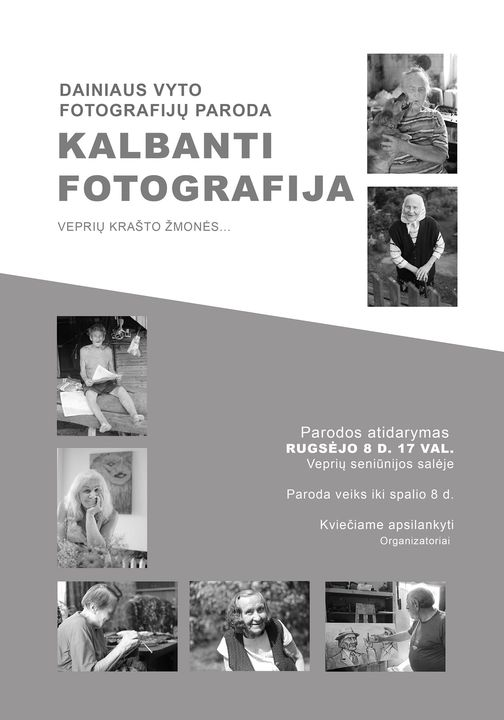 DAINIAUS VYTO
FOTOGRAFIJŲ PARODA
KALBANTI
FOTOGRAFIJA
VEPRIŲ KRAŠTO ŽMONĖS...
Parodos atidarymas
RUGSĖJO 8 D. 17 VAL.
Veprių seniūnijos salėje
Paroda veiks iki spalio 8 d.
Kviečiame apsilankyti
Organizatoriai